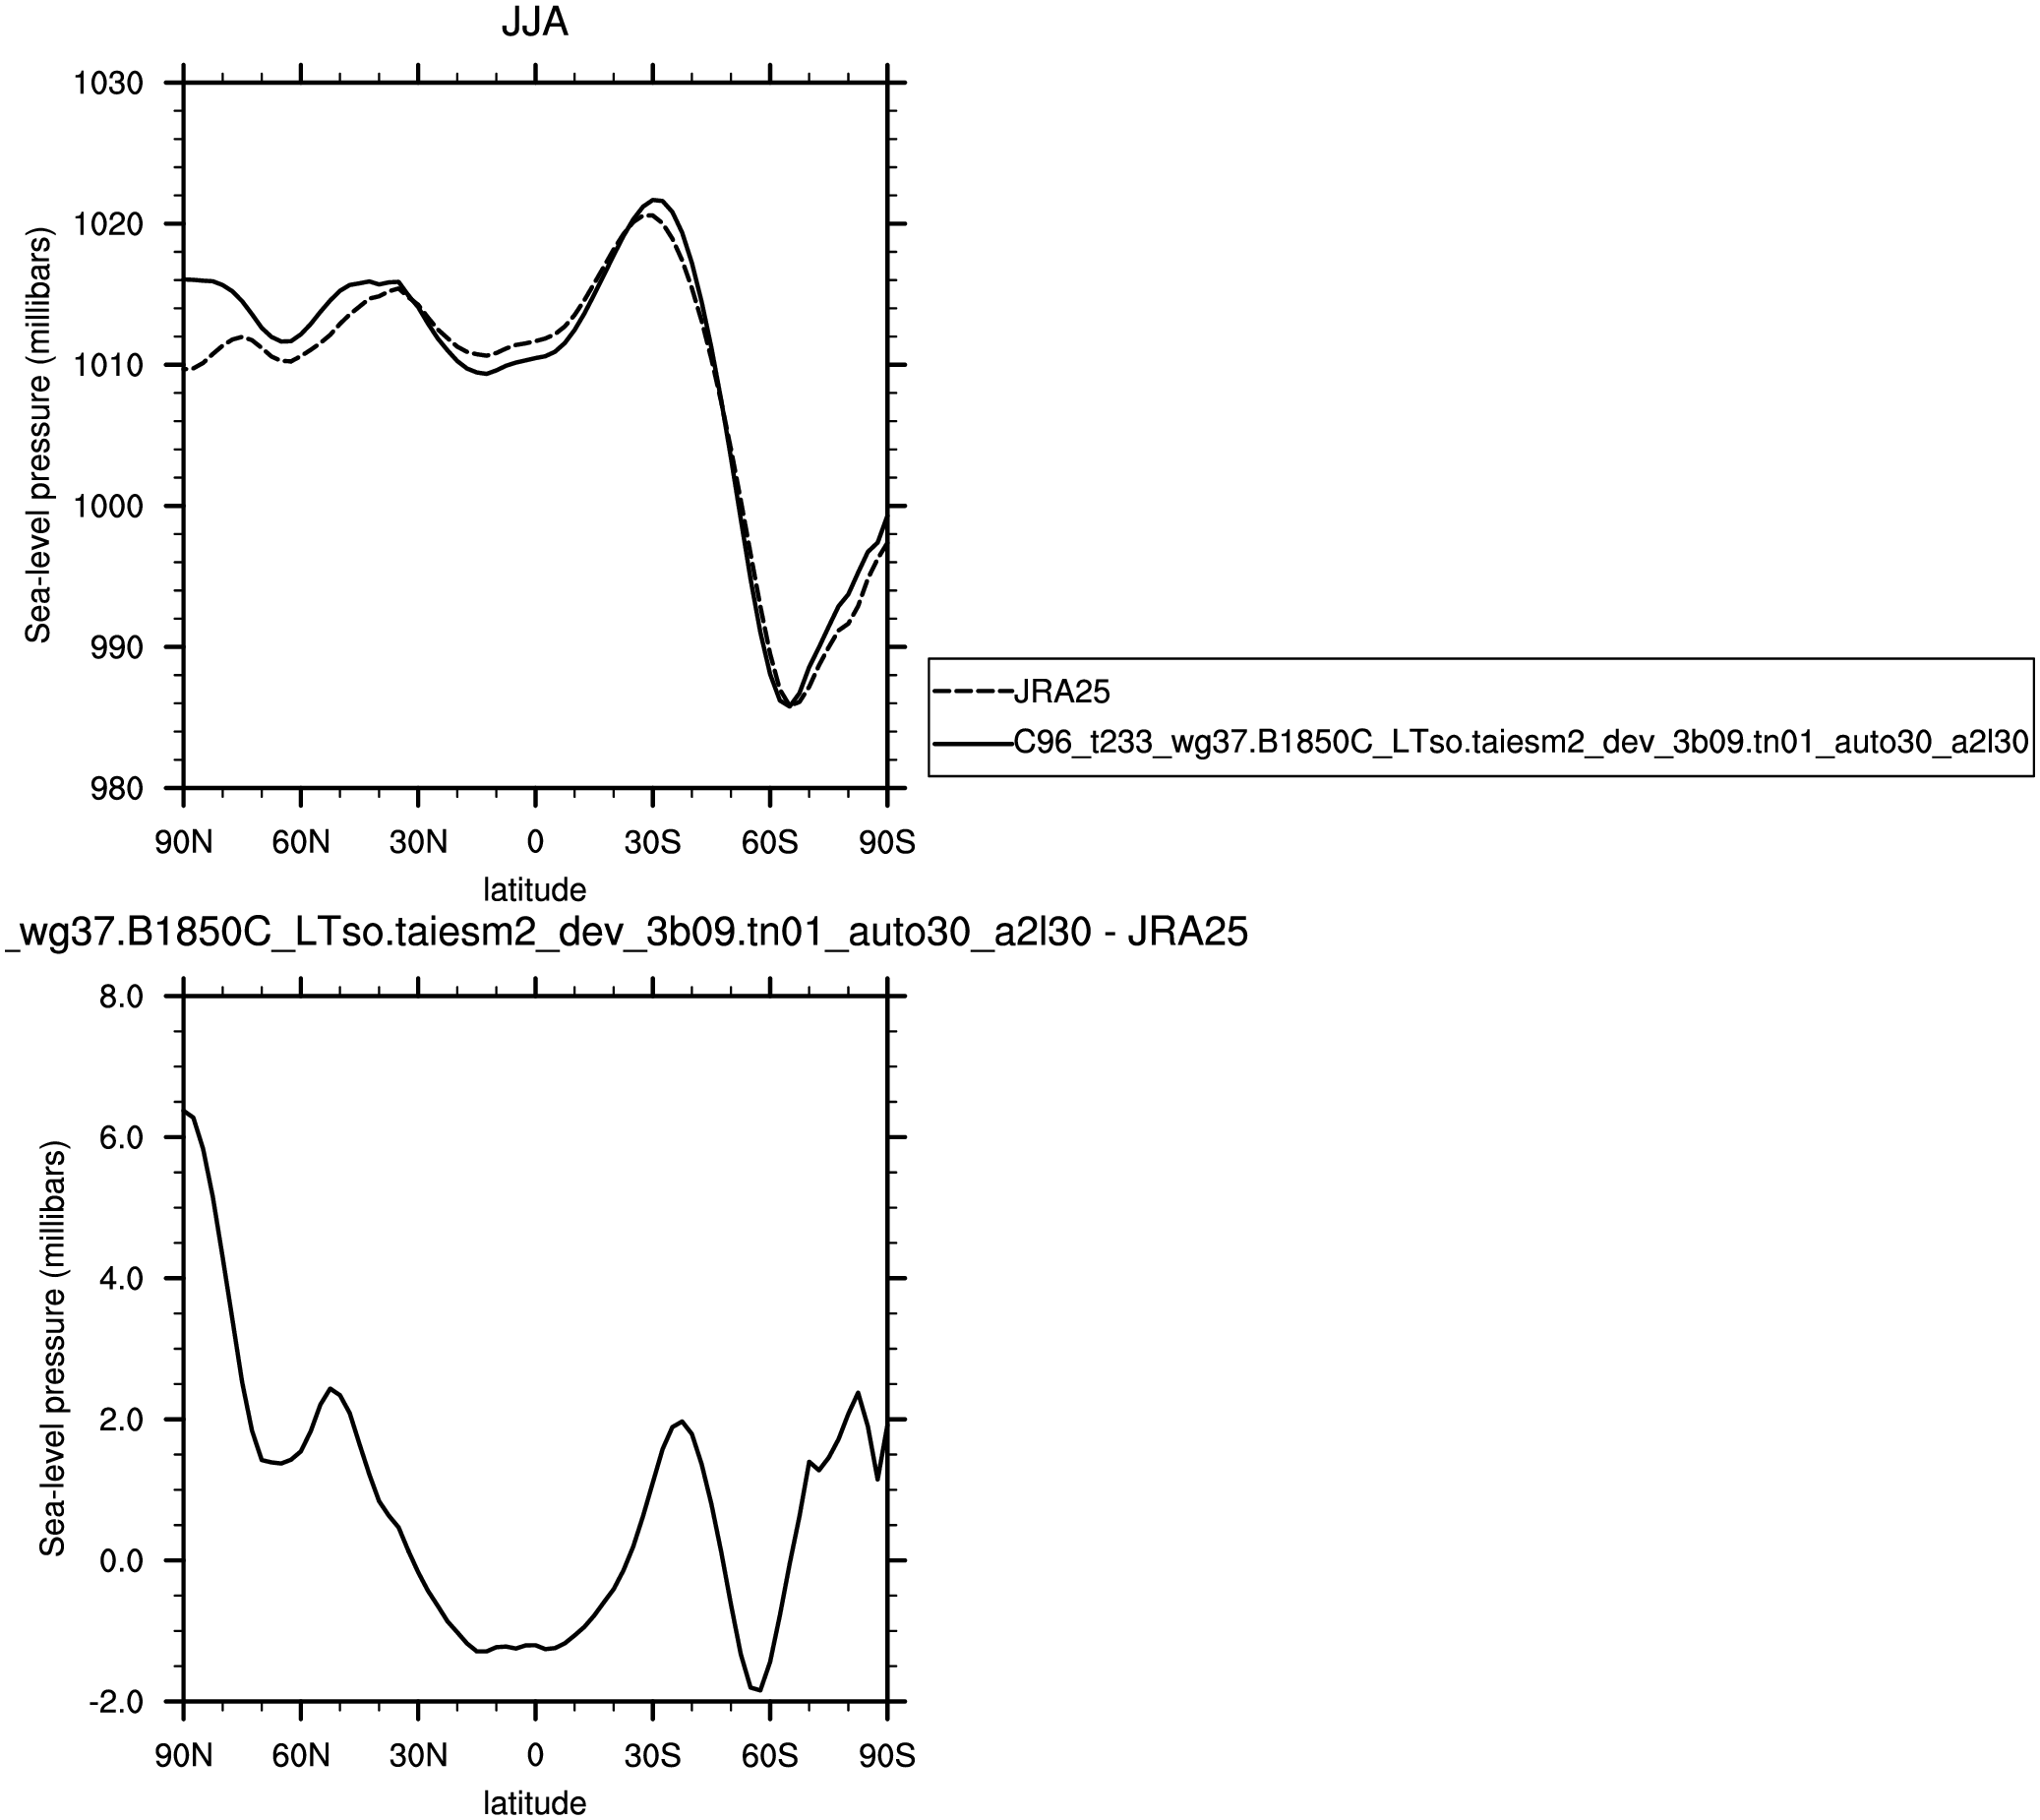 JJA
1030
1020
1010
1000
990
980
Sea-level pressure (millibars)
90N 60N 30N 0 30S 60S 90S
latitude
JRA25
C96_t233_wg37.B1850C_LTso.taiesm2_dev_3b09.tn01_auto30_a2l30
_wg37.B1850C_LTso.taiesm2_dev_3b09.tn01_auto30_a2l30 - JRA25
8.0
6.0
4.0
2.0
0.0
-2.0
Sea-level pressure (millibars)
90N 60N 30N 0 30S 60S 90S
latitude